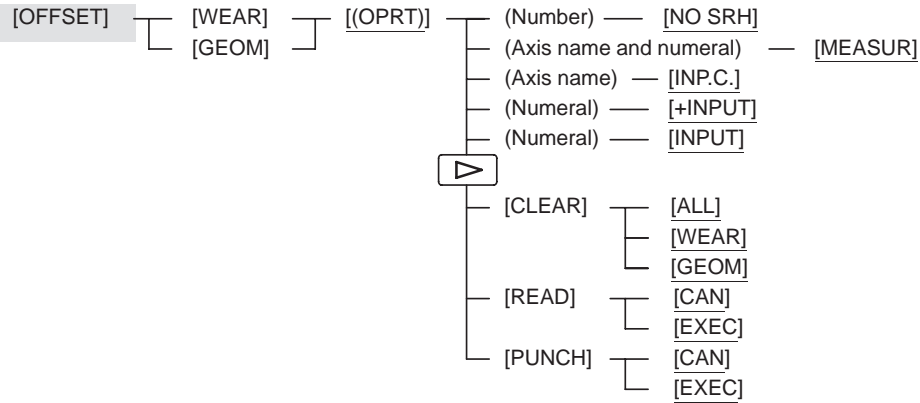 [OFFSET] [WEAR] [(OPRT)] (Number) [NO SRH]
[GEOM] (Axis name and numeral) [MEASUR]
(Axis name) [INP.C.]
(Numeral) [+INPUT]
(Numeral) [INPUT]
[CLEAR] [ALL]
[WEAR]
[GEOM]
[READ] [CAN]
[EXEC]
[PUNCH] [CAN]
[EXEC]